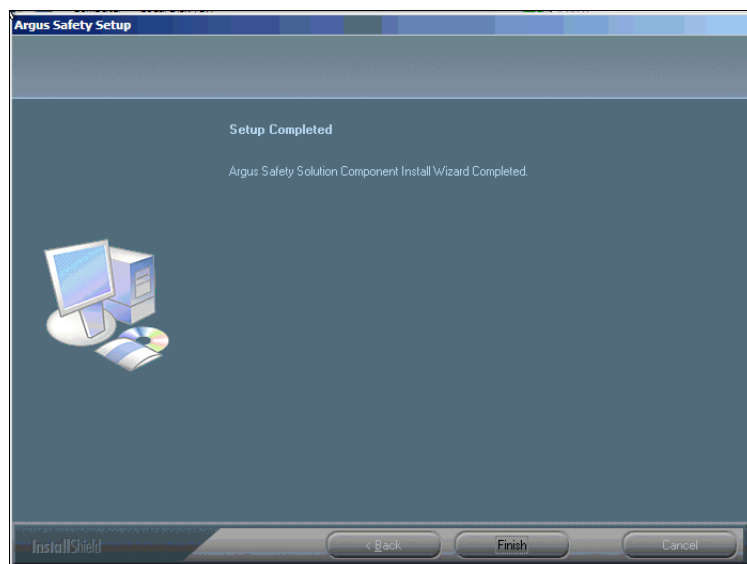 Argus Safety Setup
Setup Completed
Argus Safety Solution Component Install Wizard Completed.
InstallShield
< Back
Finish
Cancel